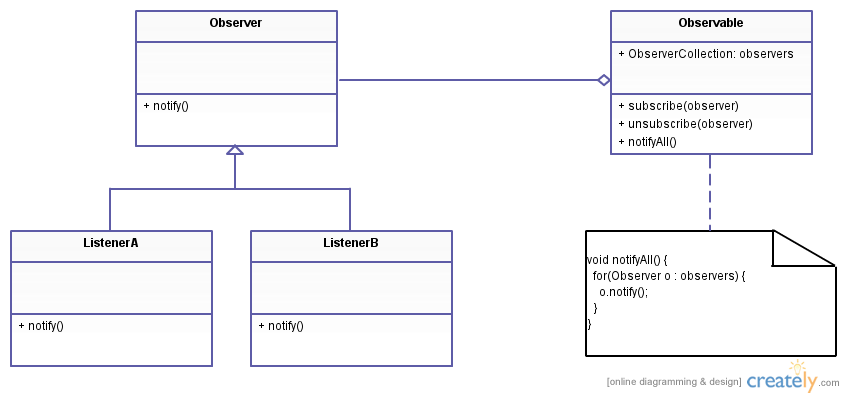 Observer
+ notify()
Observable
+ ObserverCollection: observers
+ subscribe(observer)
+ unsubscribe(observer)
+ notifyAll()
ListenerA
+ notify()
ListenerB
+ notify()
void notifyAll() {
for(Observer o : observers) {
o.notify();
}
}
[online diagramming & design] creately.com